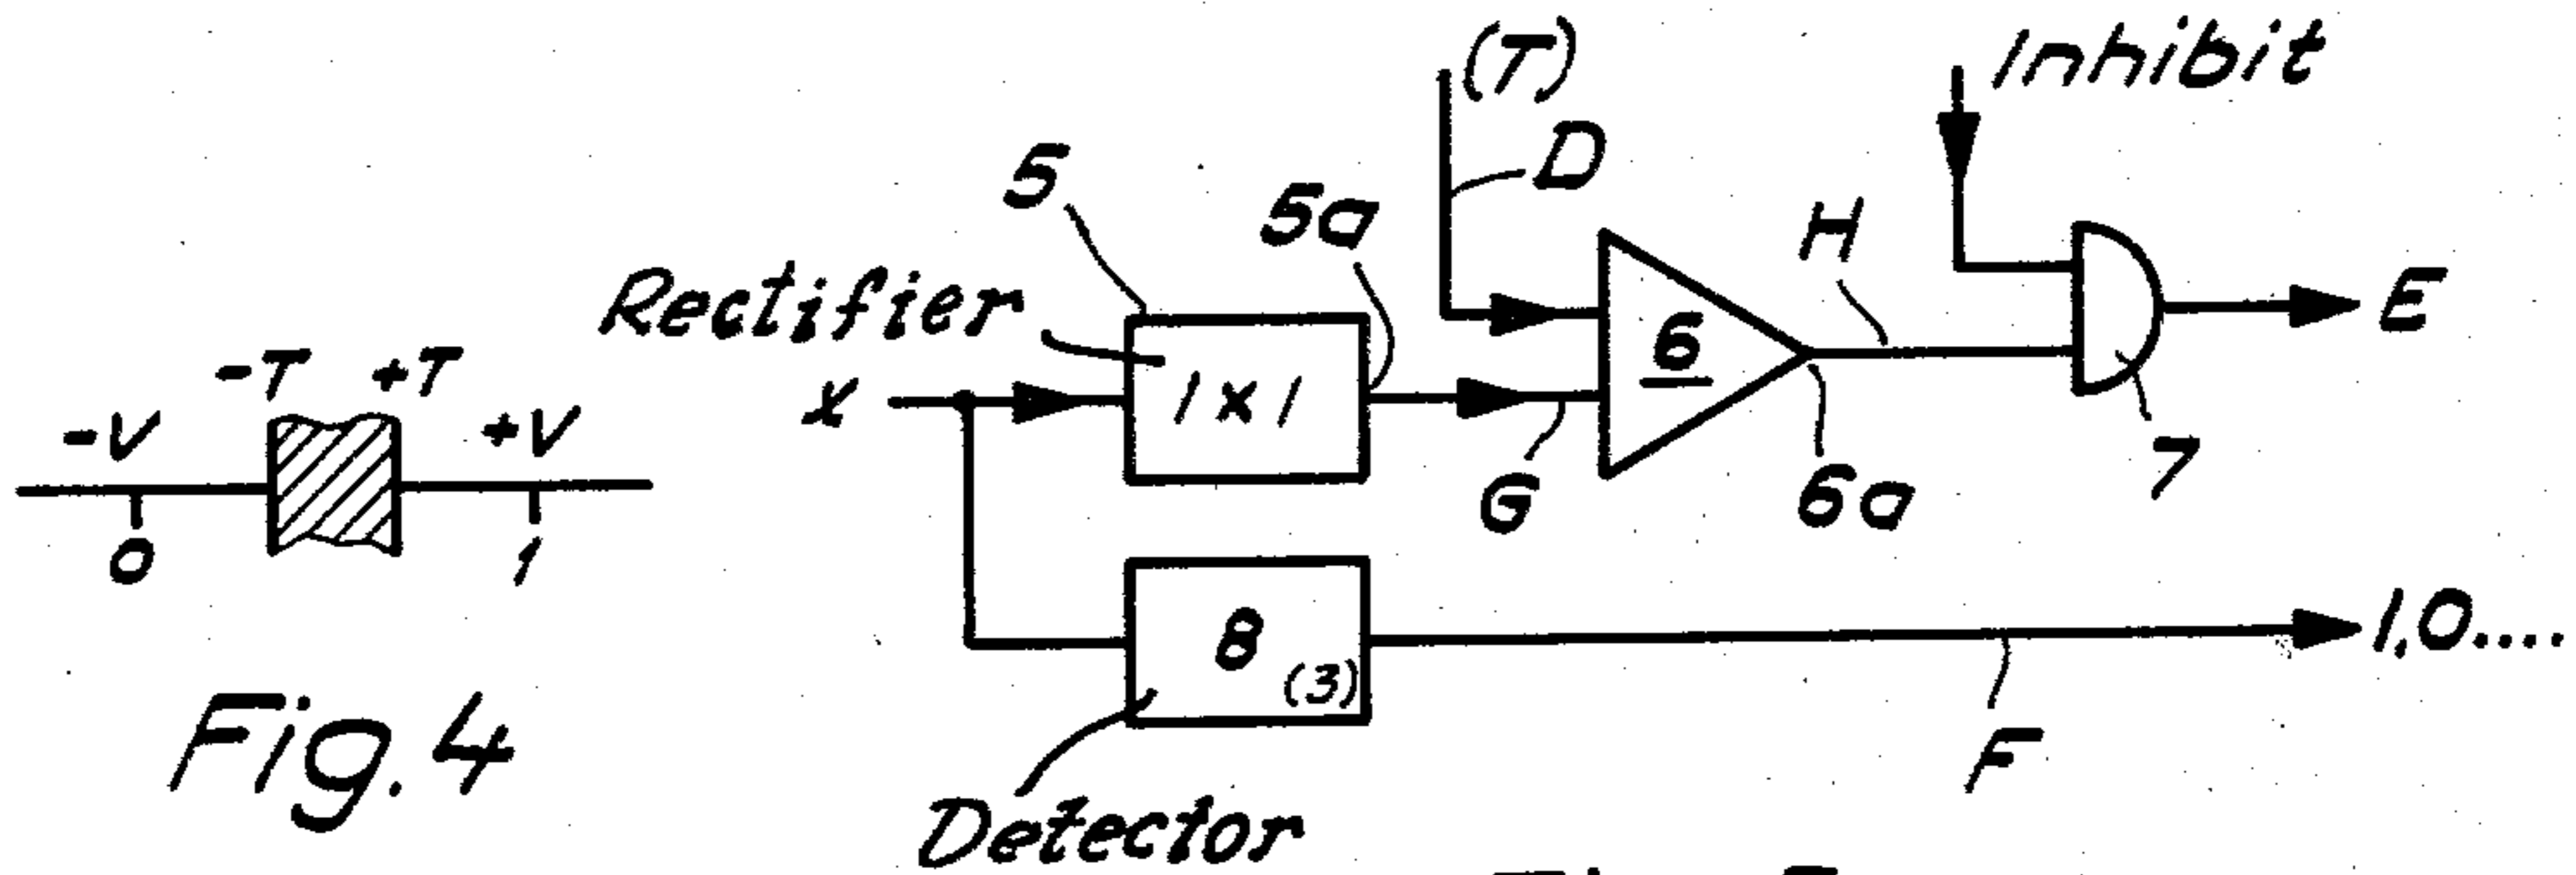 (T)
Inhibit
D
5
5a
H
Rectifier
E
-T +T
6
-V +V
x
|x|
G
6a
7
0 1
8
(3)
1,0....
Fig. 4
F
Detector